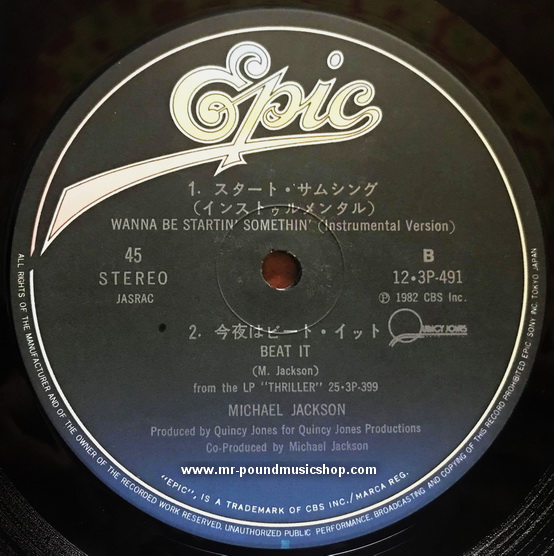 Epic
1. スタート・サムシング
(インストゥルメンタル)
WANNA BE STARTIN' SOMETHIN' (Instrumental Version)
45
STEREO
JASRAC
B
12・3P-491
Ⓟ 1982 CBS Inc.
2. 今夜はビート・イット
QUINCY JONES
BEAT IT
(M. Jackson)
from the LP "THRILLER" 25・3P-399
MICHAEL JACKSON
Produced by Quincy Jones for Quincy Jones Productions
Co-Produced by Michael Jackson
www.mr-poundmusicshop.com
"EPIC", IS A TRADEMARK OF CBS INC./MARCA REG.
ALL RIGHTS OF THE MANUFACTURER AND OF THE OWNER OF THE RECORDED WORK RESERVED. UNAUTHORIZED PUBLIC PERFORMANCE, BROADCASTING AND COPYING OF THIS RECORD PROHIBITED EPIC・SONY INC. TOKYO JAPAN